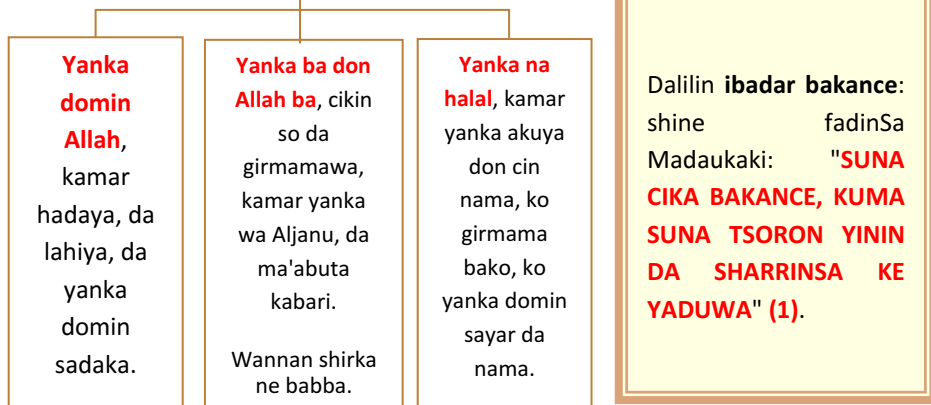 Yanka
domin
Allah,
kamar
hadaya, da
lahiya, da
yanka
domin
sadaka.
Yanka ba don
Allah ba, cikin
so da
girmamawa,
kamar yanka
wa Aljanu, da
ma'abuta
kabari.
Wannan shirka
ne babba.
Yanka na
halal, kamar
yanka akuya
don cin
nama, ko
girmama
bako, ko
yanka domin
sayar da
nama.
Dalilin ibadar bakance:
shine fadinSa
Madaukaki: "SUNA
CIKA BAKANCE, KUMA
SUNA TSORON YININ
DA SHARRINSA KE
YADUWA" (1).